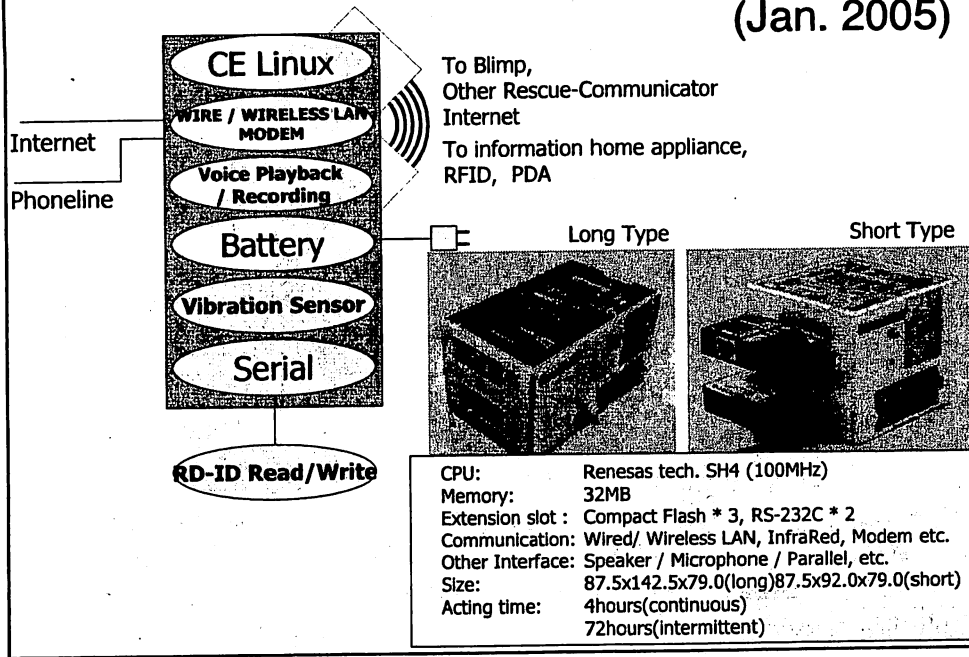 (Jan. 2005)
CE Linux
WIRE / WIRELESS LAN
MODEM
Voice Playback
/ Recording
Battery
Vibration Sensor
Serial
RD-ID Read/Write
Internet
Phoneline
To Blimp,
Other Rescue-Communicator
Internet
To information home appliance,
RFID, PDA
Long Type
Short Type
CPU: Renesas tech. SH4 (100MHz)
Memory: 32MB
Extension slot : Compact Flash * 3, RS-232C * 2
Communication: Wired/ Wireless LAN, InfraRed, Modem etc.
Other Interface: Speaker / Microphone / Parallel, etc.
Size: 87.5x142.5x79.0(long)87.5x92.0x79.0(short)
Acting time: 4hours(continuous)
72hours(intermittent)